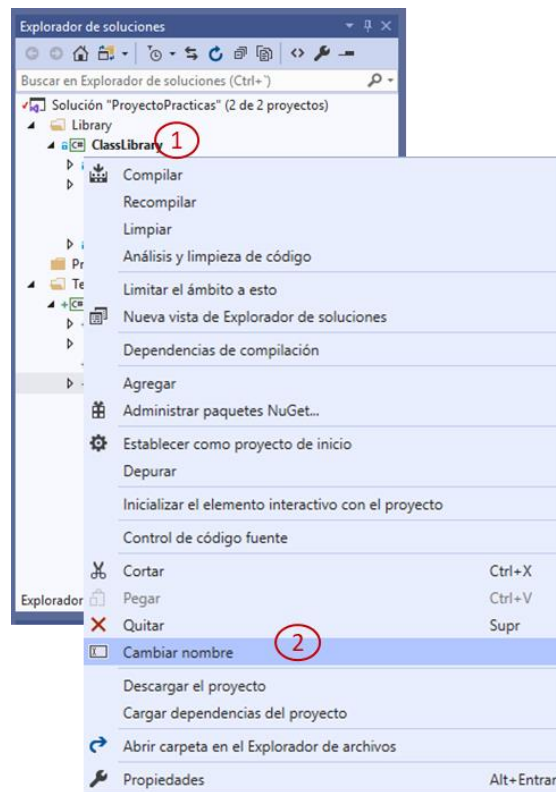 Explorador de soluciones
Buscar en Explorador de soluciones (Ctrl+`)
Solución "ProyectoPracticas" (2 de 2 proyectos)
Library
C# ClassLibrary
1
Compilar
Recompilar
Limpiar
Análisis y limpieza de código
Pr
Te
C#
Limitar el ámbito a esto
Nueva vista de Explorador de soluciones
Dependencias de compilación
Agregar
Administrar paquetes NuGet...
Establecer como proyecto de inicio
Depurar
Inicializar el elemento interactivo con el proyecto
Control de código fuente
Cortar Ctrl+X
Explorador
Pegar Ctrl+V
Quitar Supr
2
Cambiar nombre
Descargar el proyecto
Cargar dependencias del proyecto
Abrir carpeta en el Explorador de archivos
Propiedades Alt+Entrar